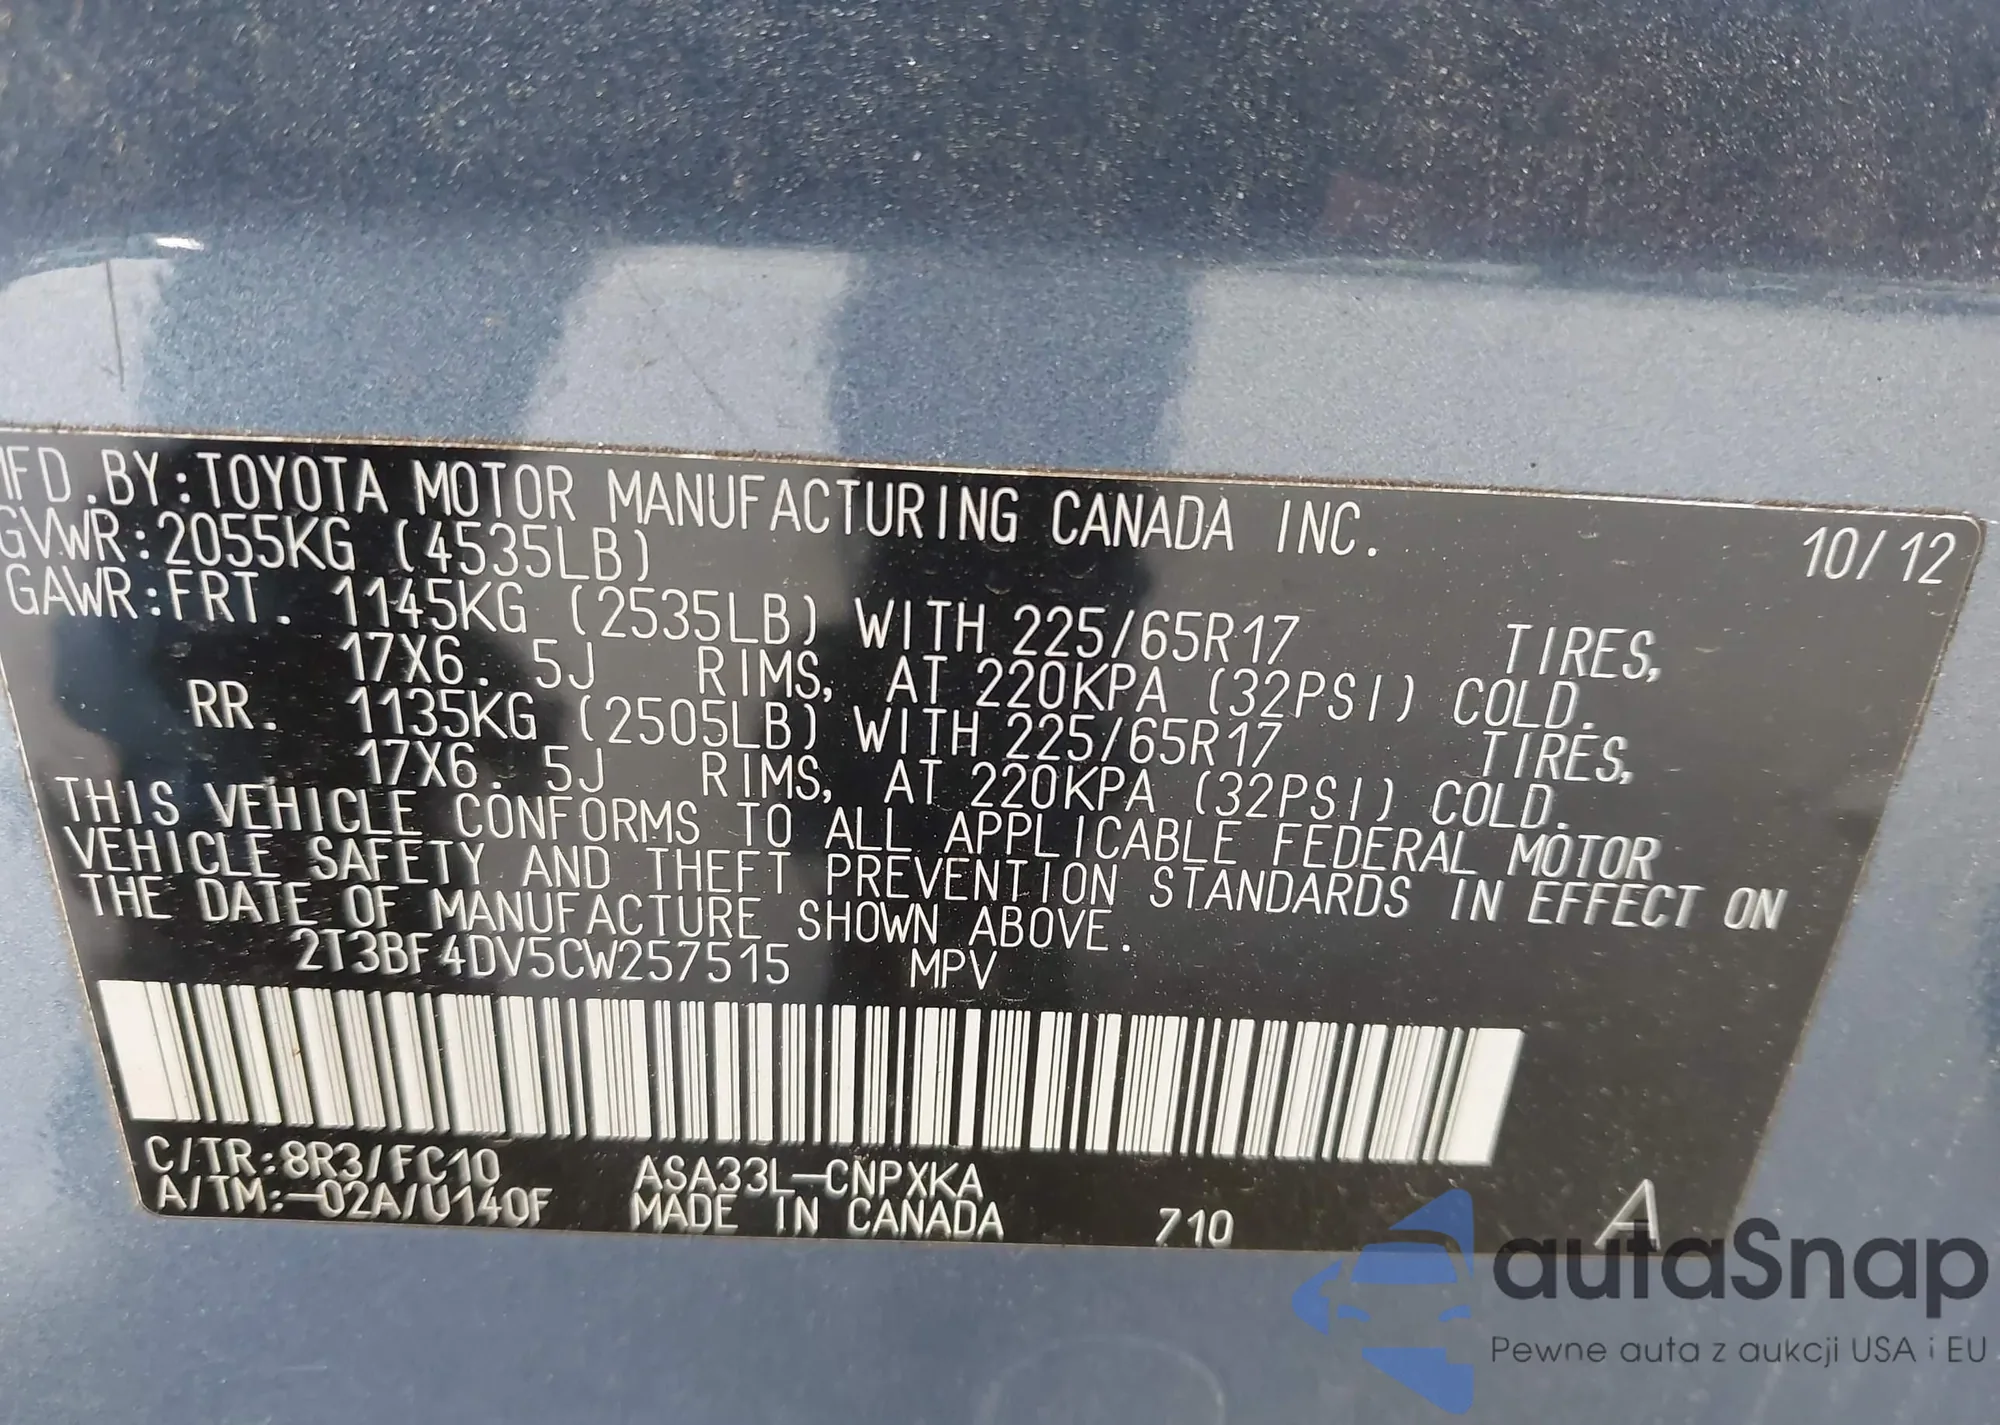 MFD.BY:TOYOTA MOTOR MANUFACTURING CANADA INC. 10/12
GVWR:2055KG (4535LB)
GAWR:FRT. 1145KG (2535LB) WITH 225/65R17 TIRES,
17X6.5J RIMS, AT 220KPA (32PSI) COLD.
RR. 1135KG (2505LB) WITH 225/65R17 TIRES,
17X6.5J RIMS, AT 220KPA (32PSI) COLD.
THIS VEHICLE CONFORMS TO ALL APPLICABLE FEDERAL MOTOR
VEHICLE SAFETY AND THEFT PREVENTION STANDARDS IN EFFECT ON
THE DATE OF MANUFACTURE SHOWN ABOVE.
2T3BF4DV5CW257515 MPV
C/TR:8R3/FC10 ASA33L-CNPXKA
A/TM:-02A/U140F MADE IN CANADA 710 A
autaSnap
Pewne auta z aukcji USA i EU